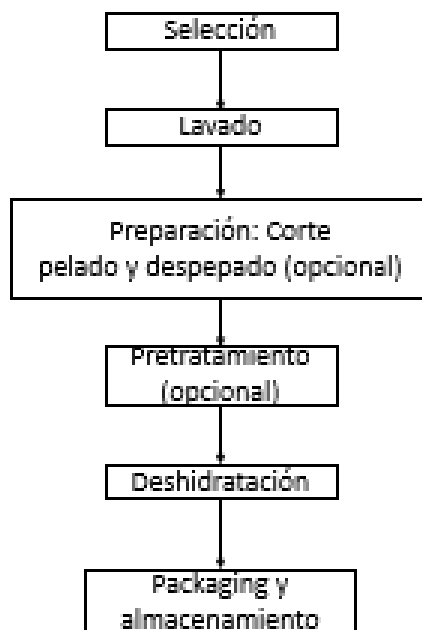 Selección
Lavado
Preparación: Corte
pelado y despepado (opcional)
Pretratamiento
(opcional)
Deshidratación
Packaging y
almacenamiento